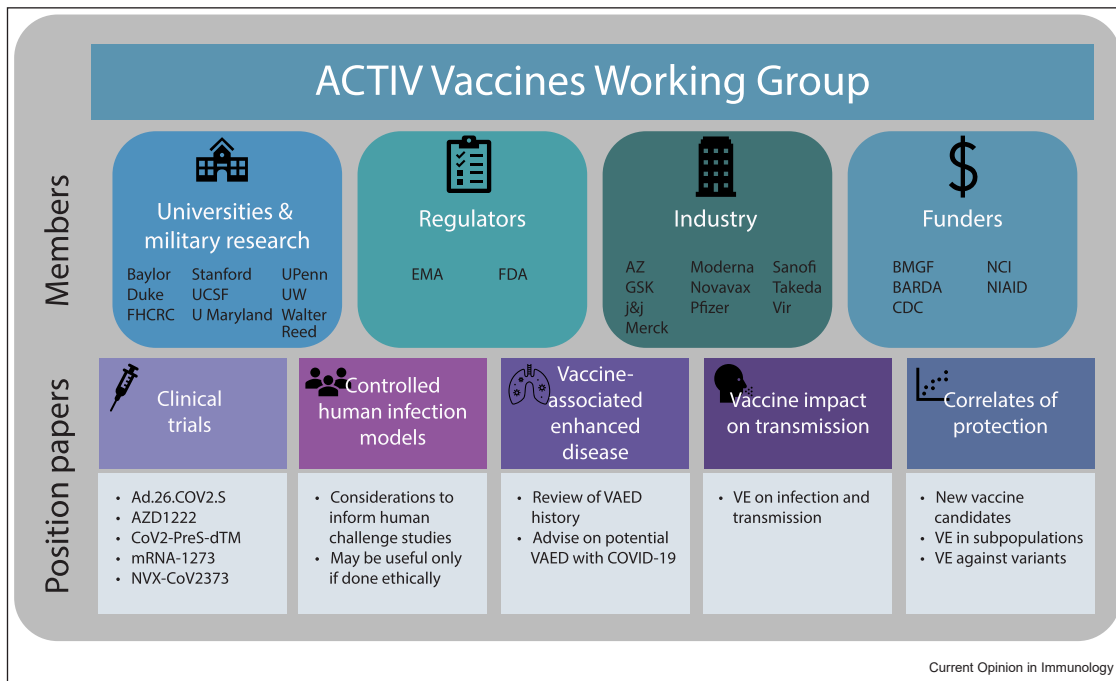 ACTIV Vaccines Working Group
Members
Universities &
military research
Baylor
Duke
FHCRC
Stanford
UCSF
U Maryland
UPenn
UW
Walter
Reed
Regulators
EMA
FDA
Industry
AZ
GSK
j&j
Merck
Moderna
Novavax
Pfizer
Sanofi
Takeda
Vir
$
Funders
BMGF
BARDA
CDC
NCI
NIAID
Position papers
Clinical
trials
• Ad.26.COV2.S
• AZD1222
• CoV2-PreS-dTM
• mRNA-1273
• NVX-CoV2373
Controlled
human infection
models
• Considerations to
inform human
challenge studies
• May be useful only
if done ethically
Vaccine-
associated
enhanced
disease
• Review of VAED
history
• Advise on potential
VAED with COVID-19
Vaccine impact
on transmission
• VE on infection and
transmission
Correlates of
protection
• New vaccine
candidates
• VE in subpopulations
• VE against variants
Current Opinion in Immunology